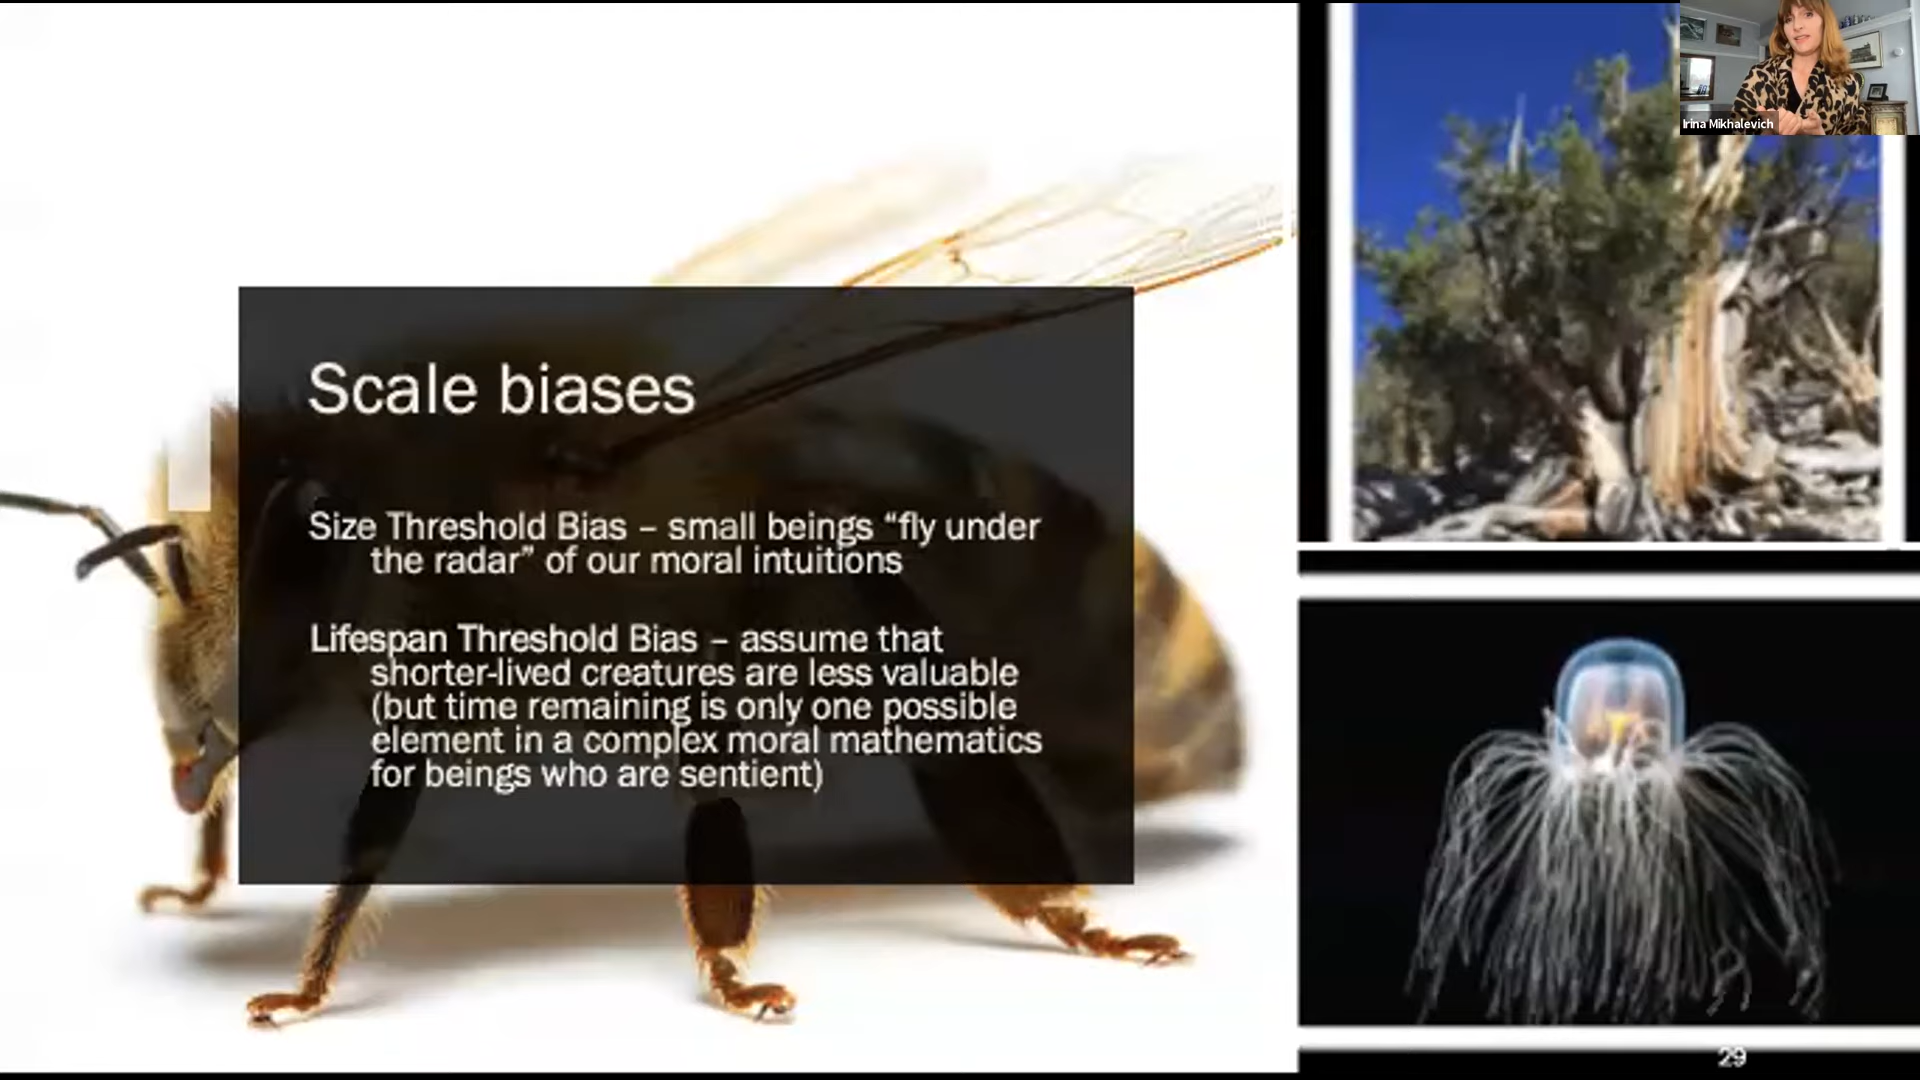 Irina Mikhalevich
Scale biases
Size Threshold Bias – small beings “fly under
the radar” of our moral intuitions
Lifespan Threshold Bias – assume that
shorter-lived creatures are less valuable
(but time remaining is only one possible
element in a complex moral mathematics
for beings who are sentient)
29